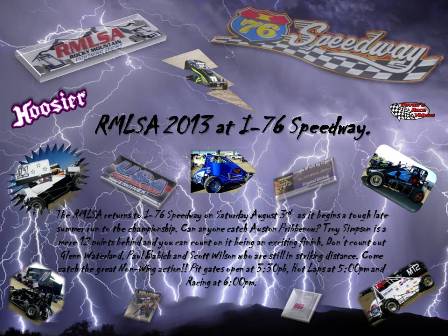 RMLSA
I-76 Speedway
Hoosier
RMLSA 2013 at I-76 Speedway.
The RMLSA returns to I-76 Speedway on Saturday August 3rd as it begins a tough late
summer run to the championship. Can anyone catch Auston Pribbenow? Troy Simpson is a
mere 12 points behind and you can count on it being an exciting finish. Don't count out
Glenn Waterland, Paul Babich and Scott Wilson who are still in striking distance. Come
catch the great Non-Wing action!! Pit gates open at 3:30pm, Hot Laps at 5:00pm and
Racing at 6:00pm.